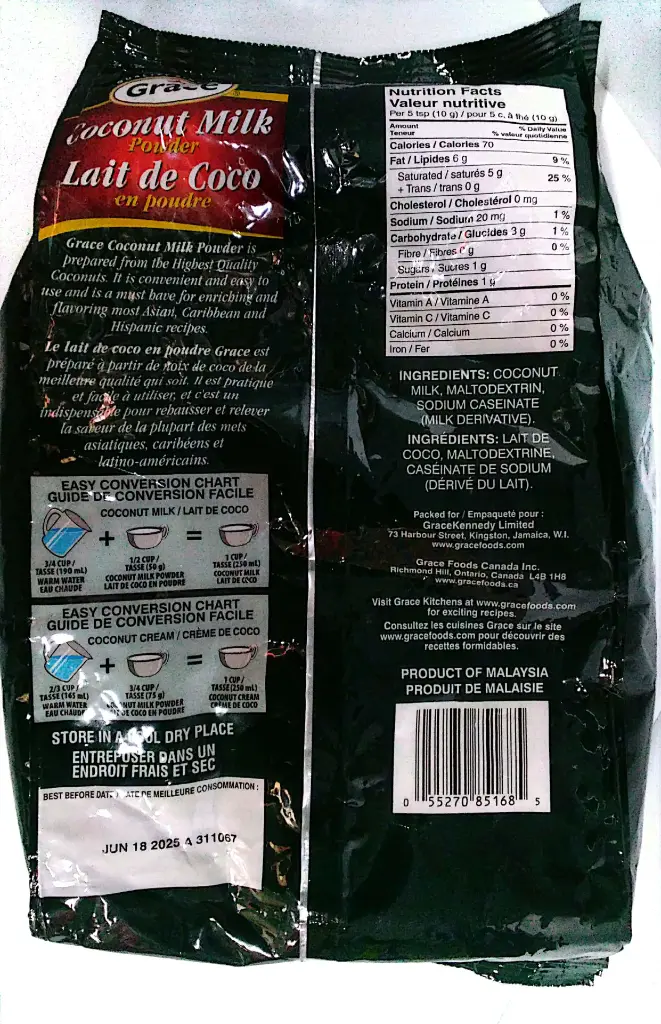 Grace
Coconut Milk
Powder
Lait de Coco
en poudre
Grace Coconut Milk Powder is
prepared from the Highest Quality
Coconuts. It is convenient and easy to
use and is a must have for enriching and
flavoring most Asian, Caribbean and
Hispanic recipes.
Le lait de coco en poudre Grace est
préparé à partir de noix de coco de la
meilleure qualité qui soit. Il est pratique
et facile à utiliser, et c'est un
indispensable pour rehausser et relever
la saveur de la plupart des mets
asiatiques, caribéens et
latino-américains.
EASY CONVERSION CHART
GUIDE DE CONVERSION FACILE
COCONUT MILK / LAIT DE COCO
+ =
3/4 CUP / 1/2 CUP / 1 CUP /
TASSE (190 mL) TASSE (50 g) TASSE (250 mL)
WARM WATER COCONUT MILK POWDER COCONUT MILK
EAU CHAUDE LAIT DE COCO EN POUDRE LAIT DE COCO
EASY CONVERSION CHART
GUIDE DE CONVERSION FACILE
COCONUT CREAM / CRÈME DE COCO
+ =
2/3 CUP / 3/4 CUP / 1 CUP /
TASSE (165 mL) TASSE (75 g) TASSE (250 mL)
WARM WATER COCONUT MILK POWDER COCONUT CREAM
EAU CHAUDE LAIT DE COCO EN POUDRE CRÈME DE COCO
STORE IN A COOL DRY PLACE
ENTREPOSER DANS UN
ENDROIT FRAIS ET SEC
BEST BEFORE DATE / DATE DE MEILLEURE CONSOMMATION :
JUN 18 2025 A 311067
Nutrition Facts
Valeur nutritive
Per 5 tsp (10 g) / pour 5 c. à thé (10 g)
Amount % Daily Value
Teneur % valeur quotidienne
Calories / Calories 70
Fat / Lipides 6 g 9 %
Saturated / saturés 5 g 25 %
+ Trans / trans 0 g
Cholesterol / Cholestérol 0 mg
Sodium / Sodium 20 mg 1 %
Carbohydrate / Glucides 3 g 1 %
Fibre / Fibres 0 g 0 %
Sugars / Sucres 1 g
Protein / Protéines 1 g
Vitamin A / Vitamine A 0 %
Vitamin C / Vitamine C 0 %
Calcium / Calcium 0 %
Iron / Fer 0 %
INGREDIENTS: COCONUT
MILK, MALTODEXTRIN,
SODIUM CASEINATE
(MILK DERIVATIVE).
INGRÉDIENTS: LAIT DE
COCO, MALTODEXTRINE,
CASÉINATE DE SODIUM
(DÉRIVÉ DU LAIT).
Packed for / Empaqueté pour :
GraceKennedy Limited
73 Harbour Street, Kingston, Jamaica, W.I.
www.gracefoods.com
Grace Foods Canada Inc.
Richmond Hill, Ontario, Canada L4B 1H8
www.gracefoods.ca
Visit Grace Kitchens at www.gracefoods.com
for exciting recipes.
Consultez les cuisines Grace sur le site
www.gracefoods.com pour découvrir des
recettes formidables.
PRODUCT OF MALAYSIA
PRODUIT DE MALAISIE
0 55270 85168 5